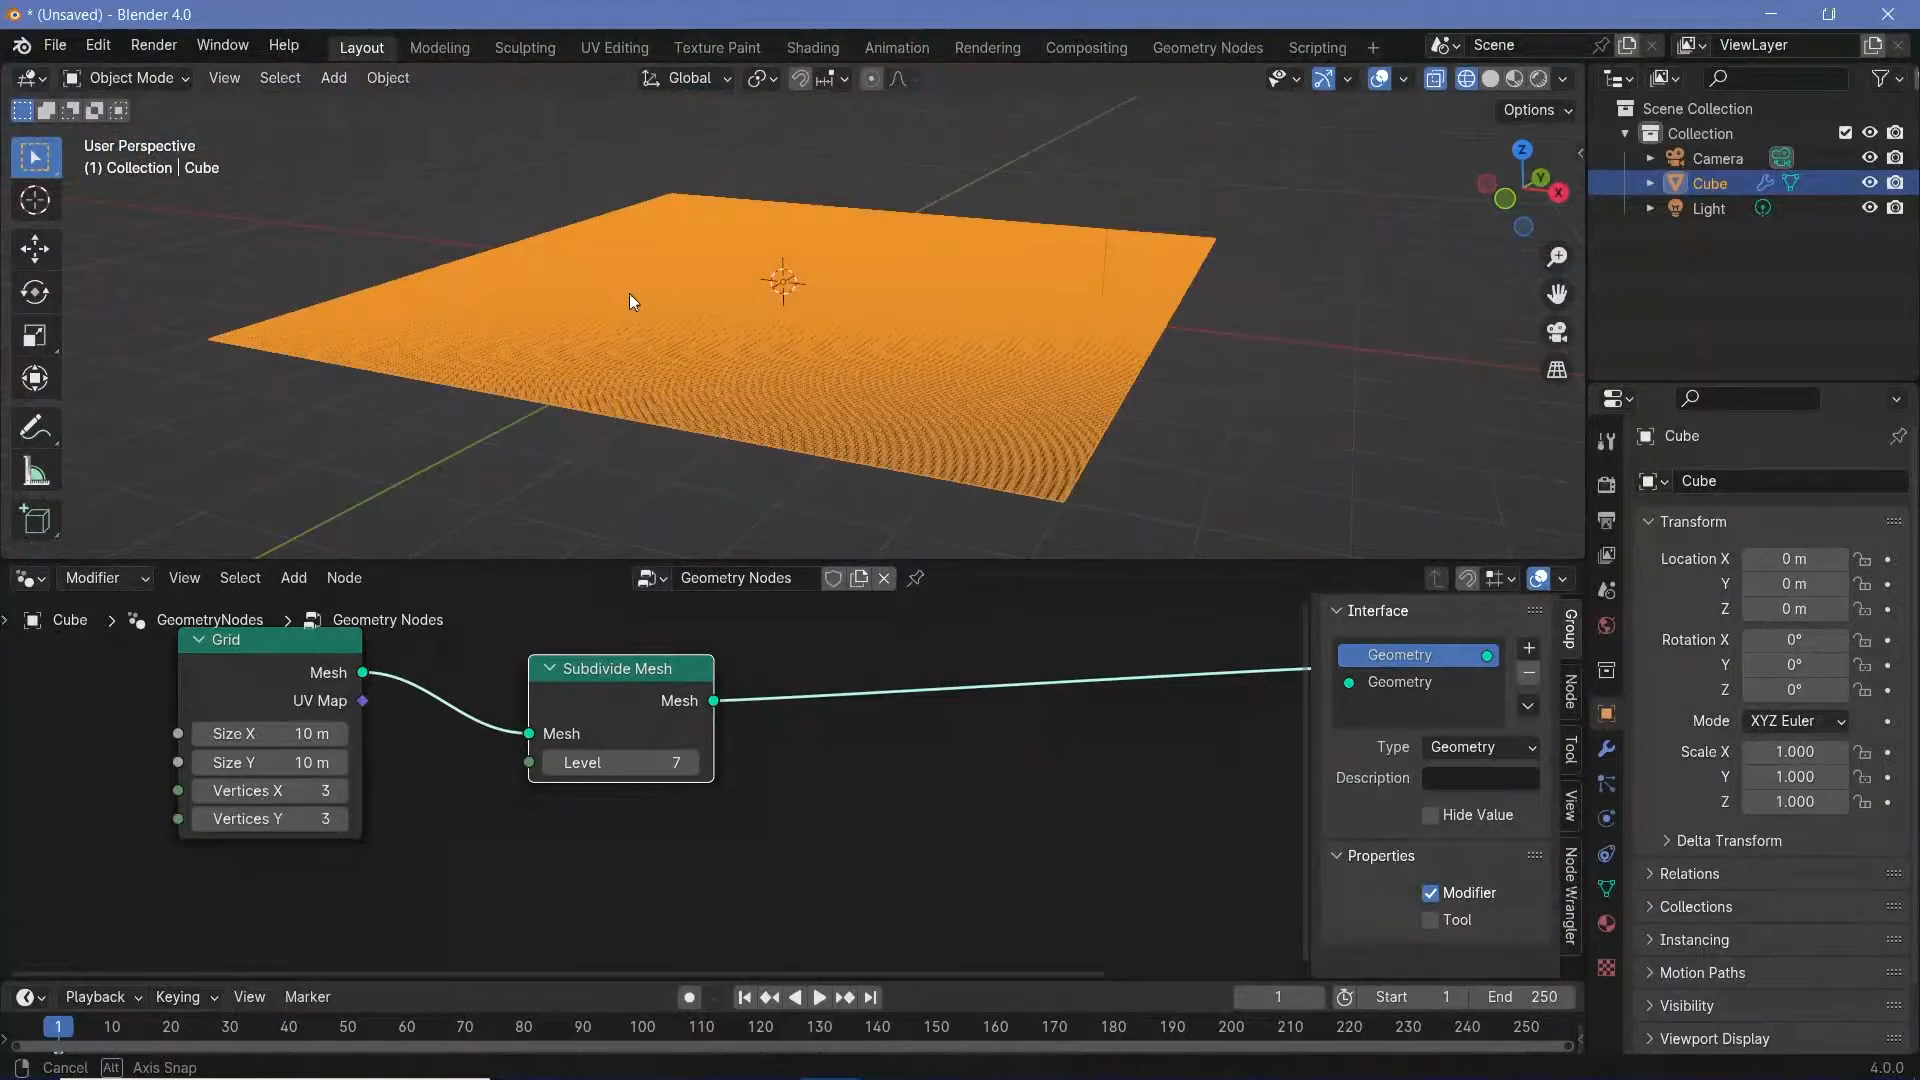 * (Unsaved) - Blender 4.0
File Edit Render Window Help Layout Modeling Sculpting UV Editing Texture Paint Shading Animation Rendering Compositing Geometry Nodes Scripting + Scene ViewLayer
Object Mode View Select Add Object Global
Options
User Perspective
(1) Collection | Cube
Z
Y
X
Scene Collection
Collection
Camera
Cube
Light
Cube
Cube
Transform
Location X 0 m
Y 0 m
Z 0 m
Rotation X 0°
Y 0°
Z 0°
Mode XYZ Euler
Scale X 1.000
Y 1.000
Z 1.000
Delta Transform
Relations
Collections
Instancing
Motion Paths
Visibility
Viewport Display
Modifier View Select Add Node Geometry Nodes
Cube > GeometryNodes > Geometry Nodes
Grid
Mesh
UV Map
Size X 10 m
Size Y 10 m
Vertices X 3
Vertices Y 3
Subdivide Mesh
Mesh
Mesh
Level 7
Interface
Geometry
Geometry
Type Geometry
Description
Hide Value
Properties
Modifier
Tool
Group
Node
Tool
View
Node Wrangler
Playback Keying View Marker 1 Start 1 End 250
1 10 20 30 40 50 60 70 80 90 100 110 120 130 140 150 160 170 180 190 200 210 220 230 240 250
Cancel Alt Axis Snap 4.0.0